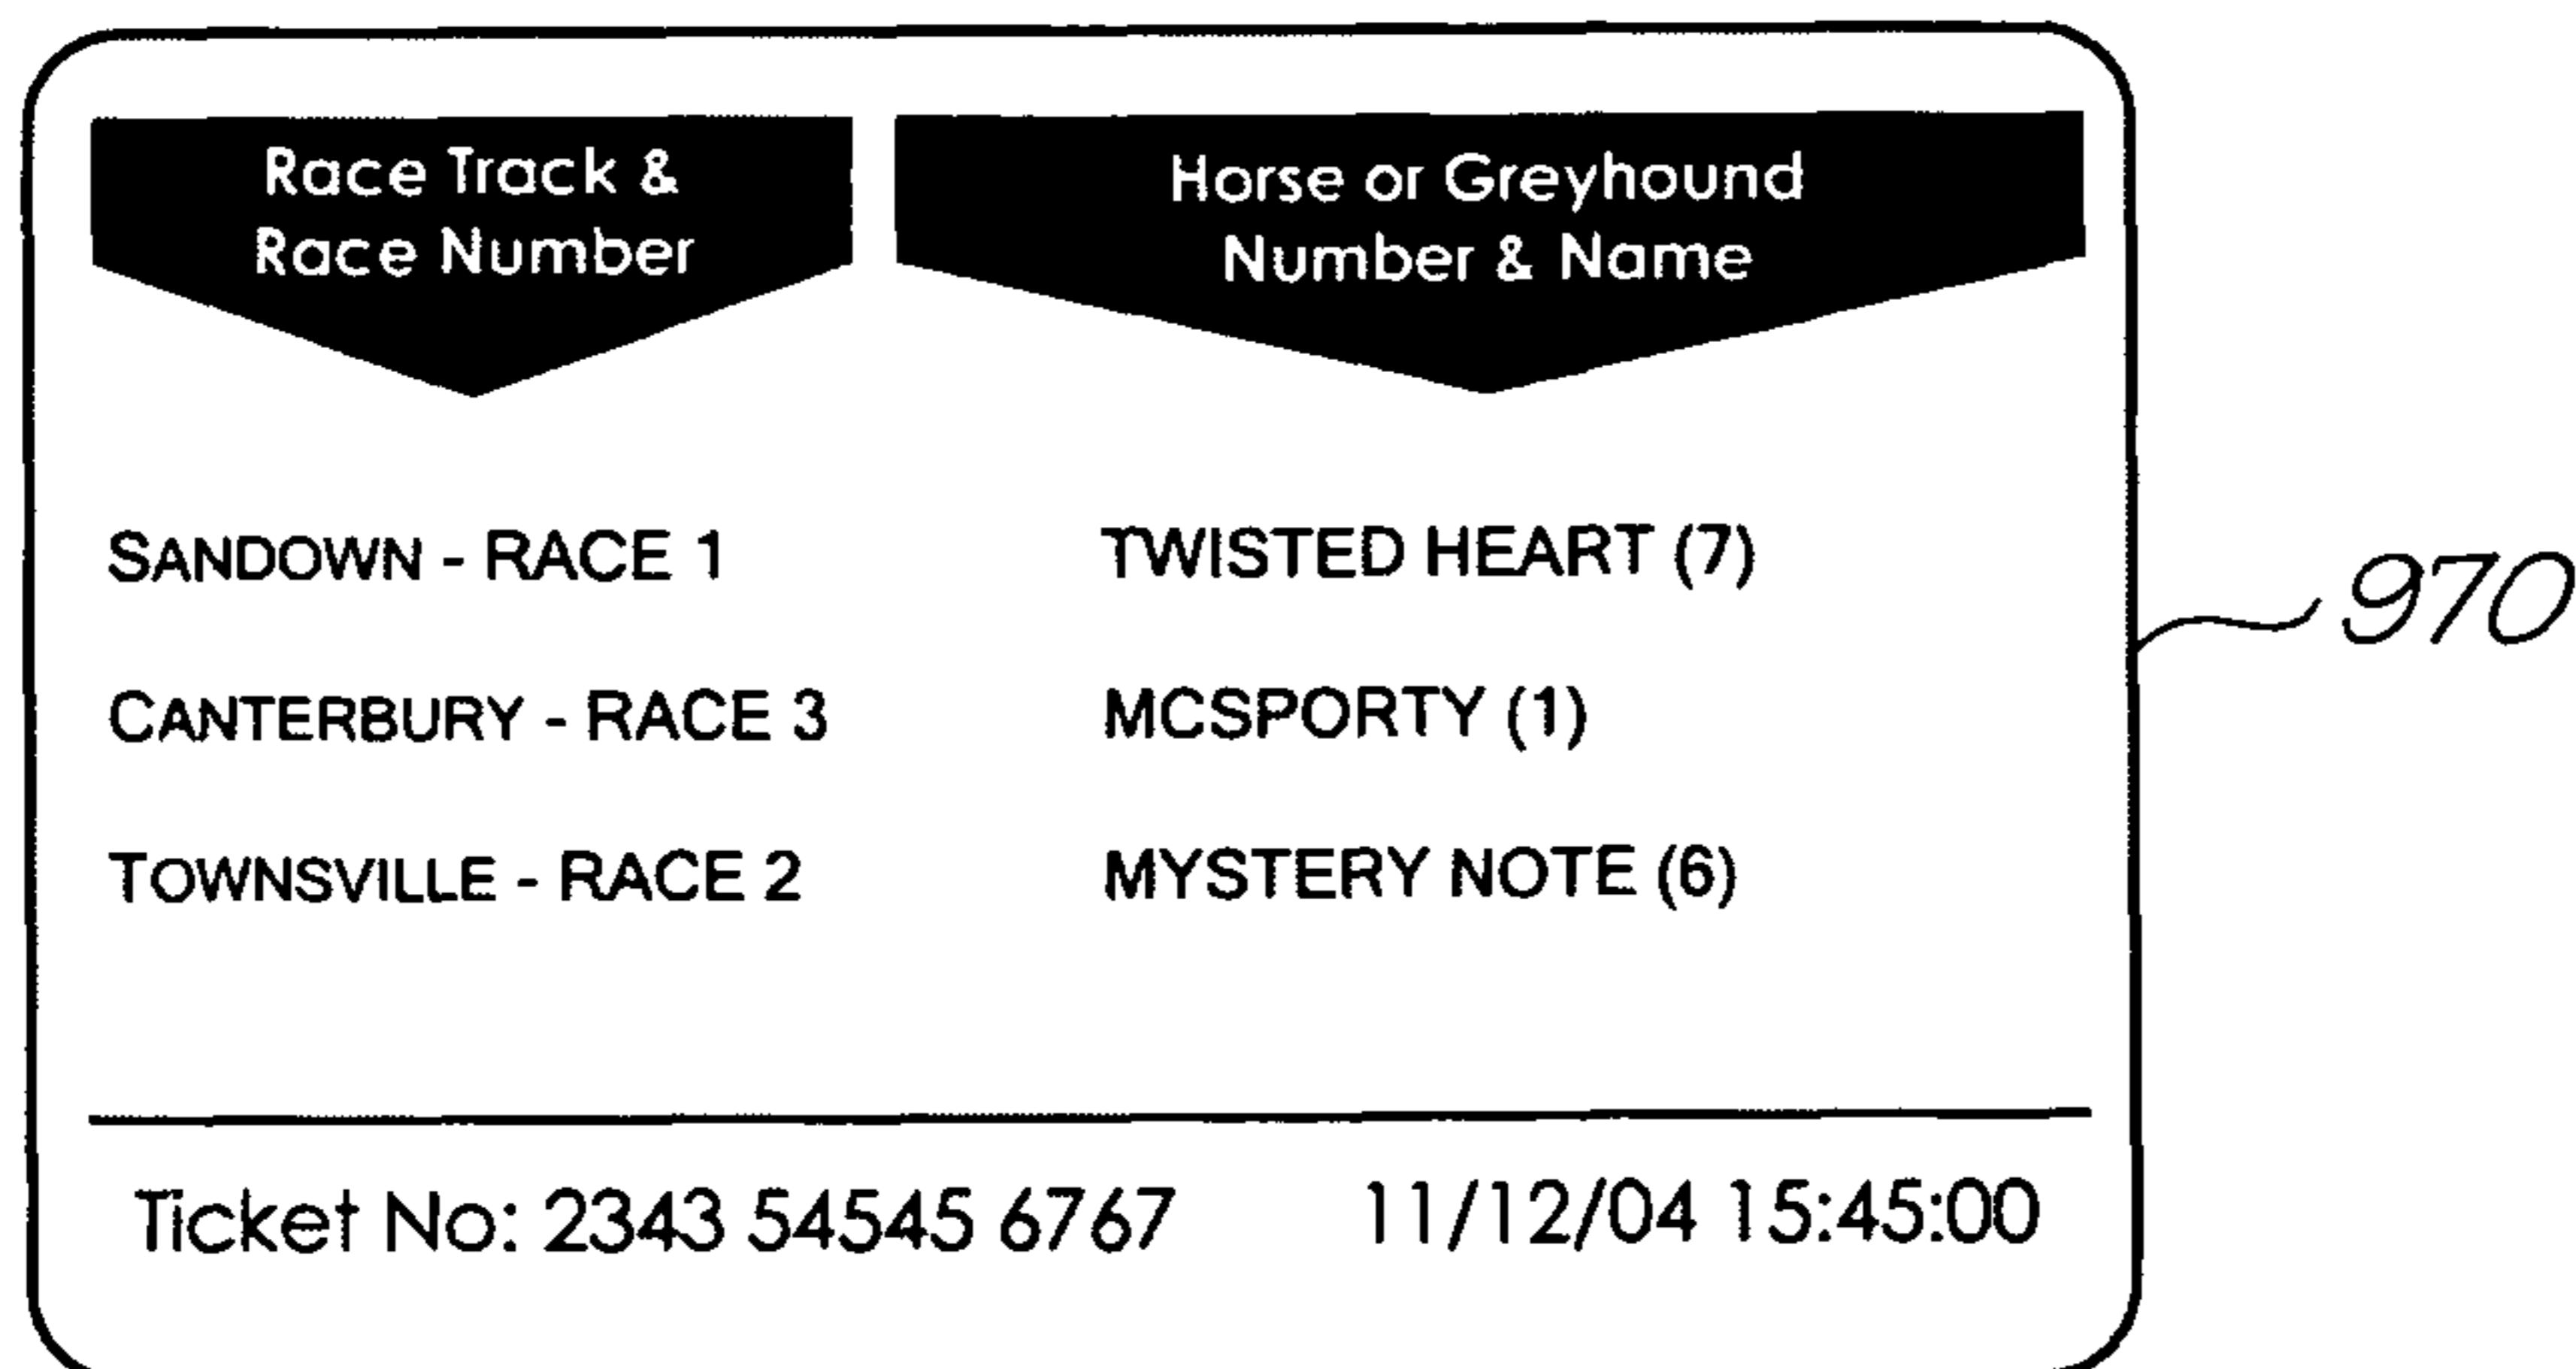 Race Track &
Race Number
Horse or Greyhound
Number & Name
SANDOWN - RACE 1 TWISTED HEART (7)
CANTERBURY - RACE 3 MCSPORTY (1)
TOWNSVILLE - RACE 2 MYSTERY NOTE (6)
970
Ticket No: 2343 54545 6767 11/12/04 15:45:00